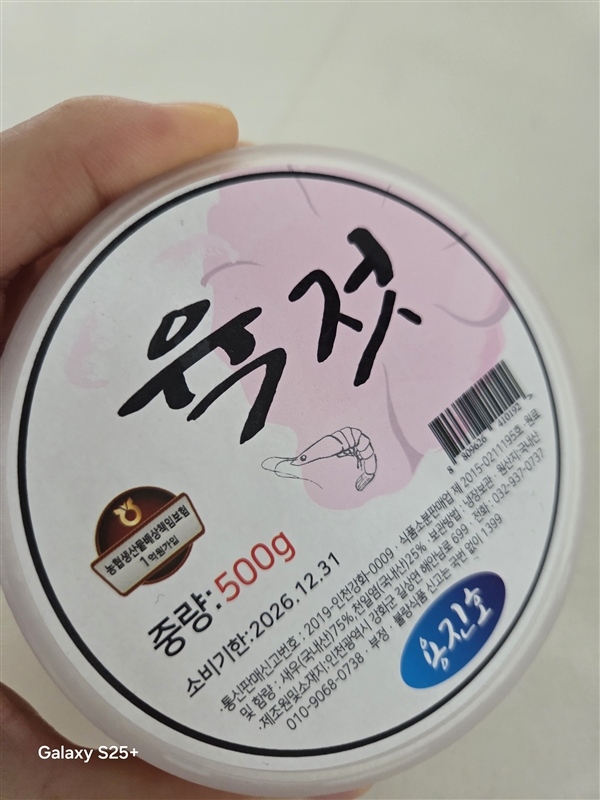 육젓
8 809626 410192 >
농협생산물배상책임보험
1억원가입
중량:500g
소비기한:2026.12.31
·통신판매신고번호 : 2019-인천강화-0009 · 식품소분판매업 제 2015-0211195호 · 원료
및 함량 : 새우(국내산)75%,천일염(국내산)25% · 보관방법 : 냉장보관 · 원산지:국내산
·제조원및소재지:인천광역시 강화군 길상면 해안남로 699 · 전화 : 032-937-0737
010-9068-0738 · 부정 · 불량식품 신고는 국번 없이 1399
용진호
Galaxy S25+